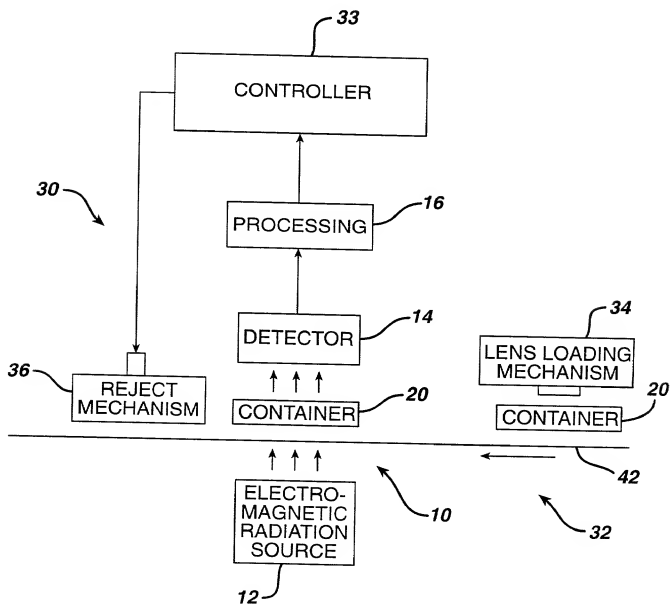 33
CONTROLLER
30
16
PROCESSING
14
DETECTOR
34
LENS LOADING
MECHANISM
36
REJECT
MECHANISM
20
CONTAINER
20
CONTAINER
42
10
32
ELECTRO-
MAGNETIC
RADIATION
SOURCE
12